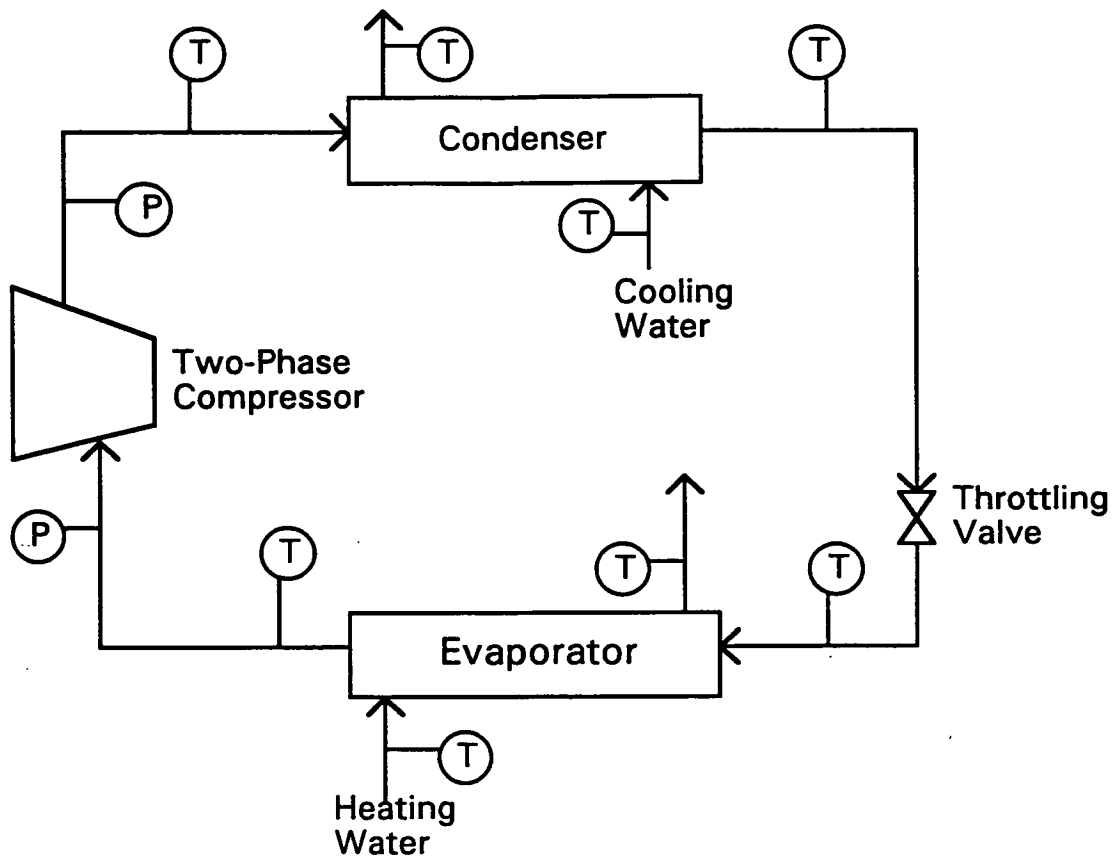 T
T
T
Condenser
P
T
Cooling
Water
Two-Phase
Compressor
Throttling
Valve
P
T
T
T
Evaporator
T
Heating
Water